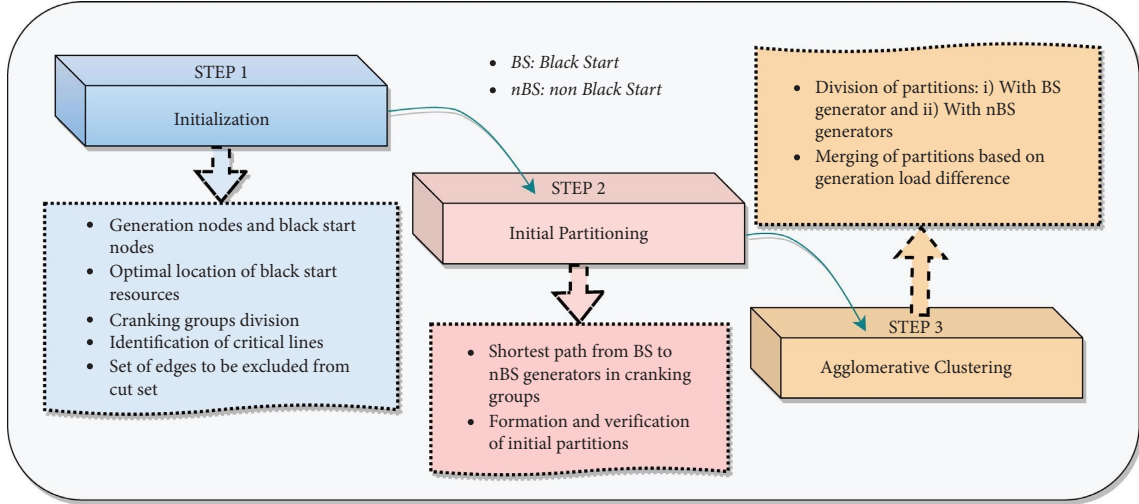 STEP 1
Initialization
• BS: Black Start
• nBS: non Black Start
• Generation nodes and black start
nodes
• Optimal location of black start
resources
• Cranking groups division
• Identification of critical lines
• Set of edges to be excluded from
cut set
STEP 2
Initial Partitioning
• Shortest path from BS to
nBS generators in cranking
groups
• Formation and verification
of initial partitions
STEP 3
Agglomerative Clustering
• Division of partitions: i) With BS
generator and ii) With nBS
generators
• Merging of partitions based on
generation load difference